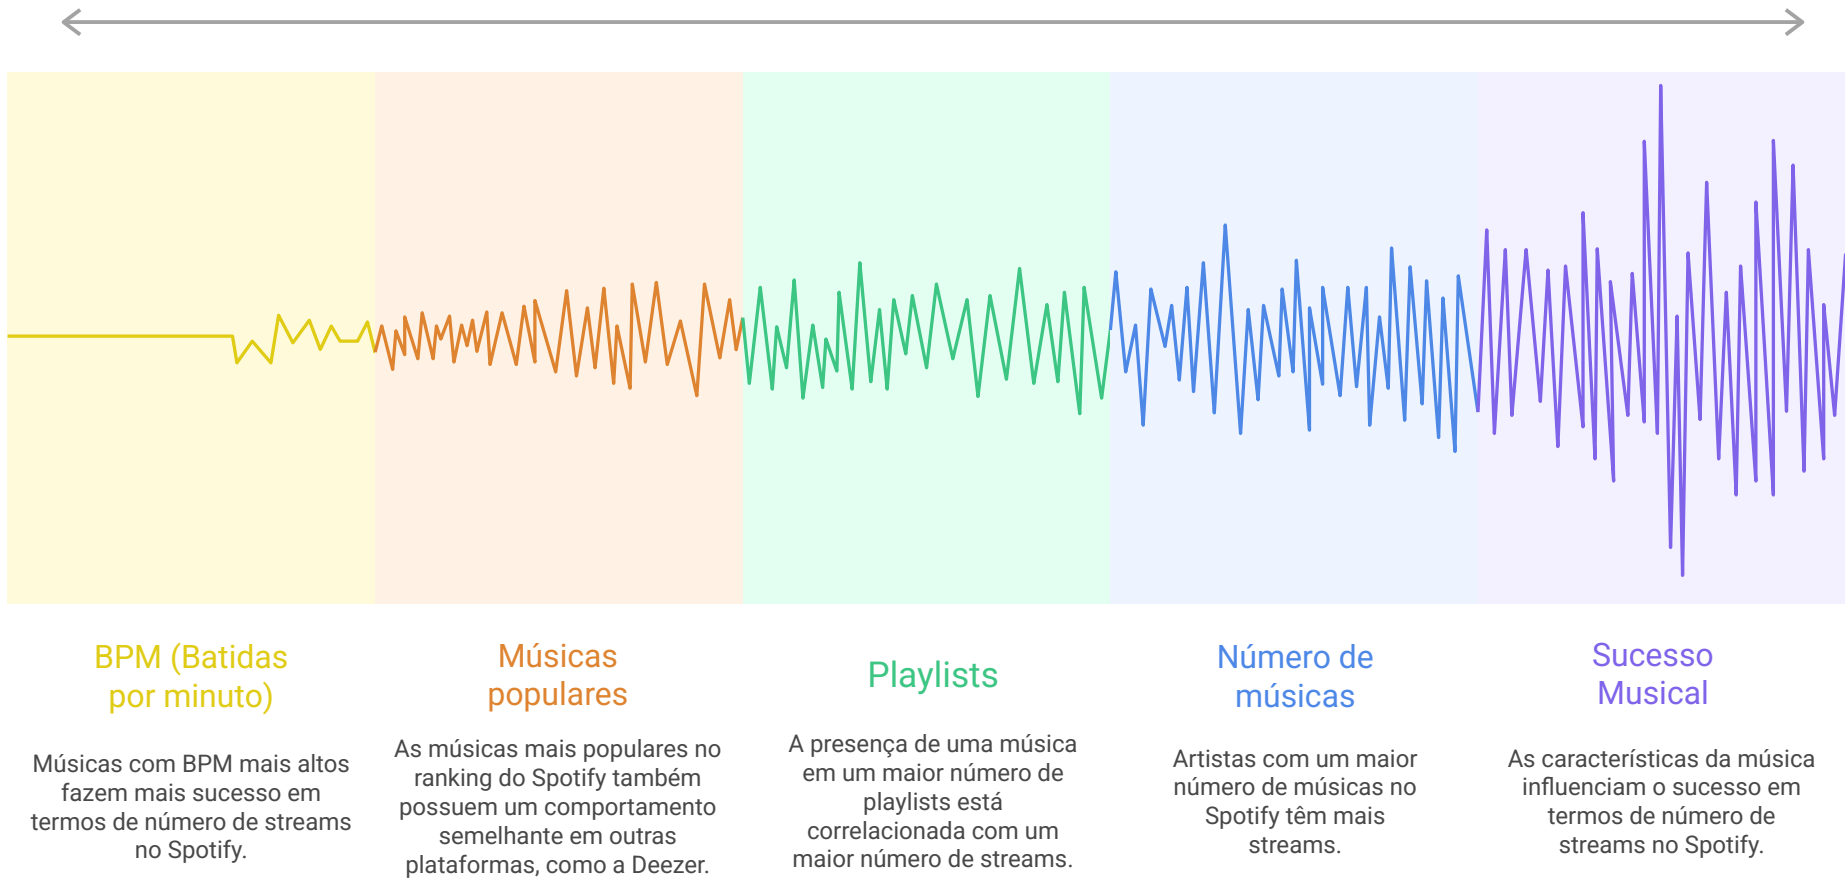 BPM (Batidas
por minuto)
Músicas com BPM mais altos
fazem mais sucesso em
termos de número de streams
no Spotify.
Músicas
populares
As músicas mais populares no
ranking do Spotify também
possuem um comportamento
semelhante em outras
plataformas, como a Deezer.
Playlists
A presença de uma música
em um maior número de
playlists está
correlacionada com um
maior número de streams.
Número de
músicas
Artistas com um maior
número de músicas no
Spotify têm mais
streams.
Sucesso
Musical
As características da música
influenciam o sucesso em
termos de número de
streams no Spotify.